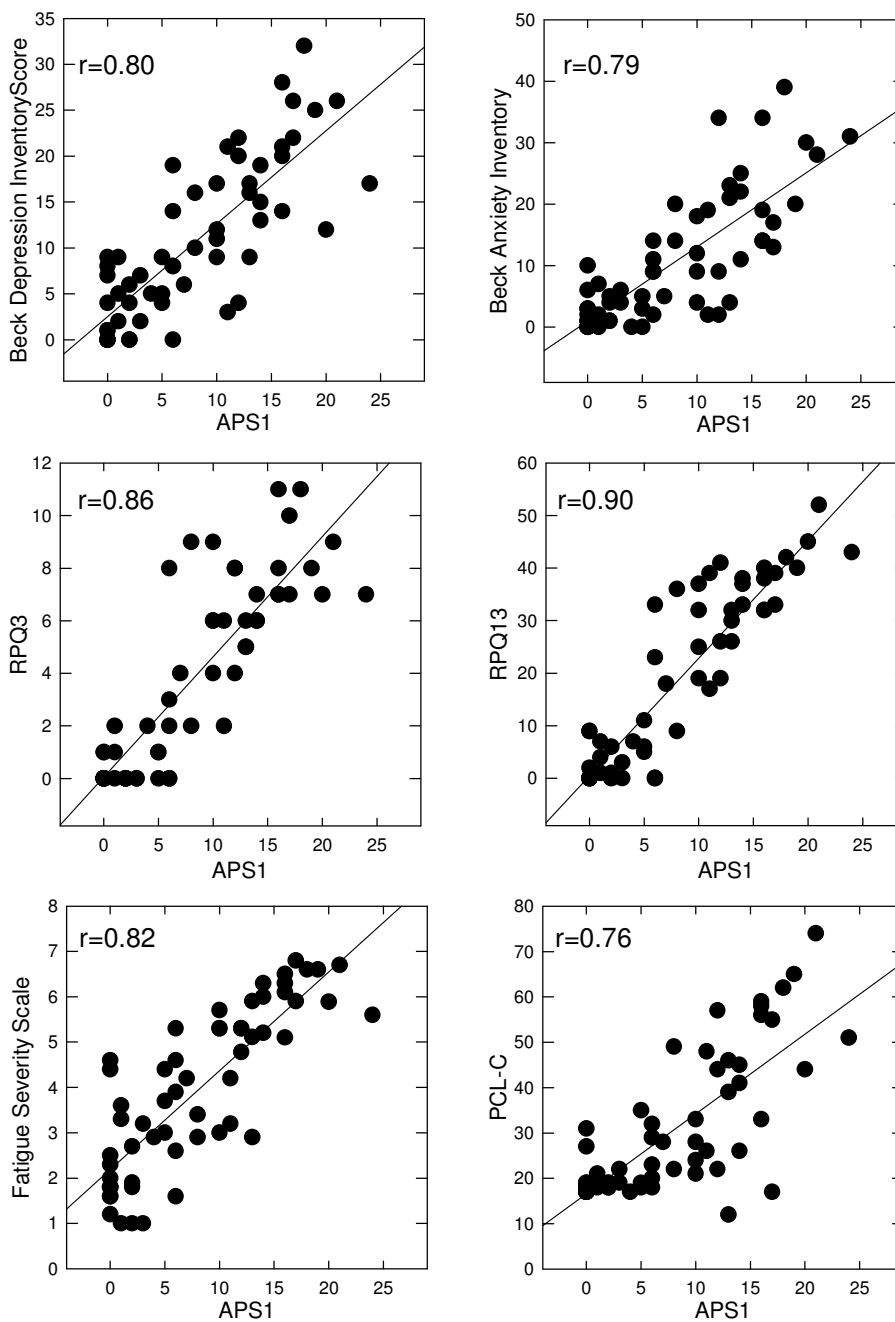 35
30
25
20
15
10
5
0
Beck Depression InventoryScore
r=0.80
0 5 10 15 20 25
APS1
50
40
30
20
10
0
Beck Anxiety Inventory
r=0.79
0 5 10 15 20 25
APS1
12
10
8
6
4
2
0
RPQ3
r=0.86
0 5 10 15 20 25
APS1
60
50
40
30
20
10
0
RPQ13
r=0.90
0 5 10 15 20 25
APS1
8
7
6
5
4
3
2
1
0
Fatigue Severity Scale
r=0.82
0 5 10 15 20 25
APS1
80
70
60
50
40
30
20
10
0
PCL-C
r=0.76
0 5 10 15 20 25
APS1